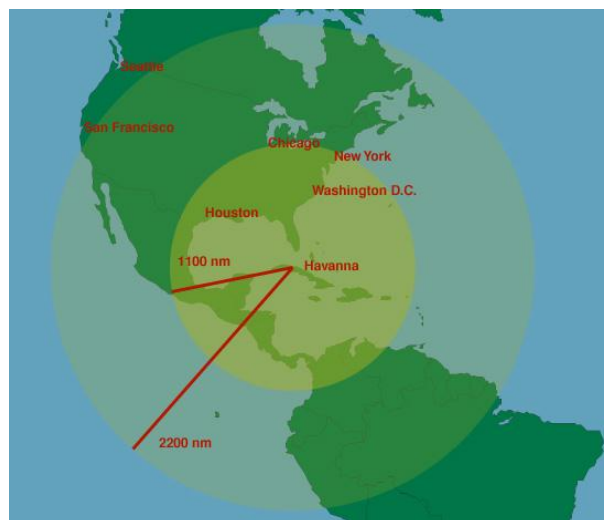 Seattle
San Francisco
Chicago
New York
Washington D.C.
Houston
1100 nm
Havanna
2200 nm